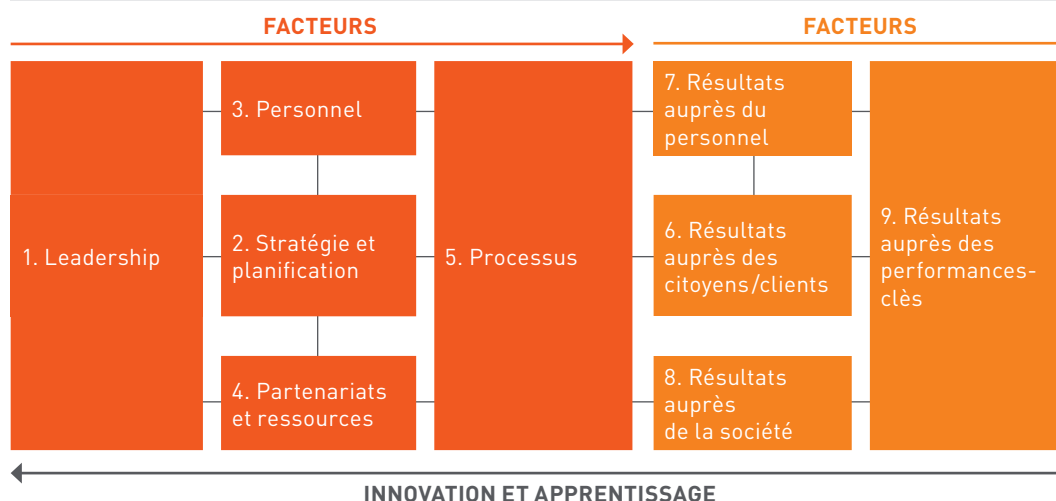 FACTEURS
FACTEURS
1. Leadership
3. Personnel
2. Stratégie et
planification
4. Partenariats
et ressources
5. Processus
7. Résultats
auprès du
personnel
6. Résultats
auprès des
citoyens/clients
8. Résultats
auprès
de la société
9. Résultats
auprès des
performances-
clès
INNOVATION ET APPRENTISSAGE